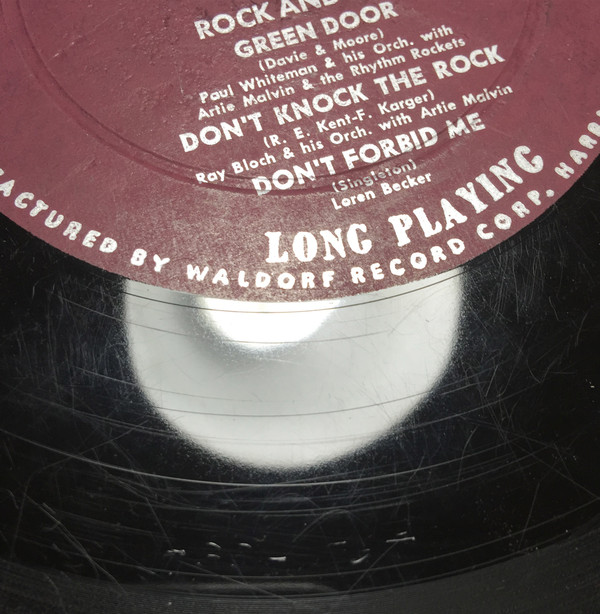 ROCK AND
GREEN DOOR
(Davie & Moore)
Paul Whiteman & his Orch. with
Artie Malvin & the Rhythm Rockets
DON'T KNOCK THE ROCK
(R. E. Kent-F. Karger)
Ray Bloch & his Orch. with Artie Malvin
DON'T FORBID ME
(Singleton)
Loren Becker
LONG PLAYING
ACTURED BY WALDORF RECORD CORP. HARR